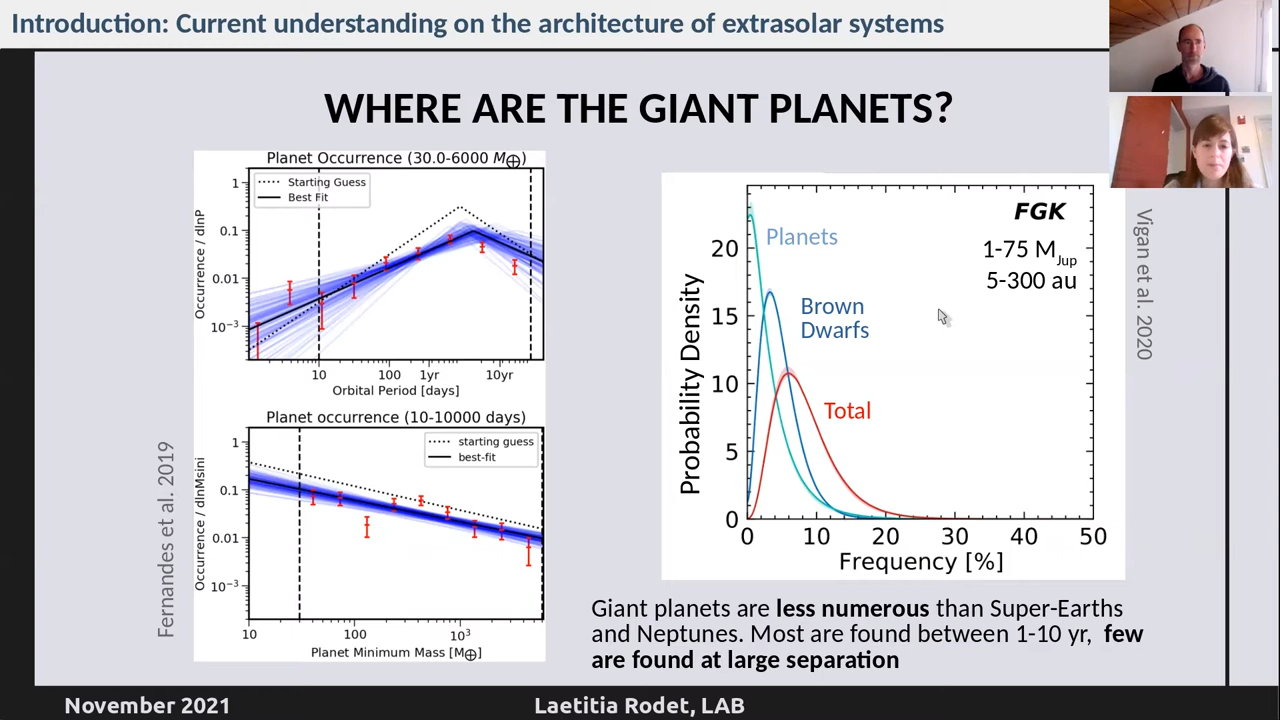 Introduction: Current understanding on the architecture of extrasolar systems
WHERE ARE THE GIANT PLANETS?
Planet Occurrence (30.0-6000 M⊕)
Starting Guess
Best Fit
Occurrence / dlnP
1
0.1
0.01
10⁻³
10 100 1yr 10yr
Orbital Period [days]
Planet occurrence (10-10000 days)
starting guess
best-fit
Occurrence / dlnMsini
1
0.1
0.01
10⁻³
10 100 10³
Planet Minimum Mass [M⊕]
Fernandes et al. 2019
FGK
1-75 MJup
5-300 au
Planets
Brown
Dwarfs
Total
Probability Density
20
15
10
5
0
0 10 20 30 40 50
Frequency [%]
Vigan et al. 2020
Giant planets are less numerous than Super-Earths
and Neptunes. Most are found between 1-10 yr, few
are found at large separation
November 2021
Laetitia Rodet, LAB